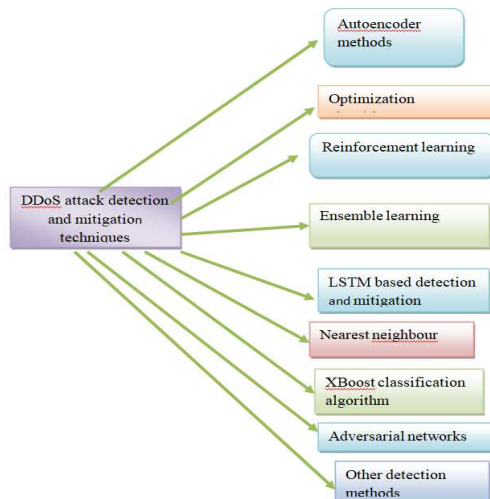 Autoencoder
methods
Optimization
Reinforcement learning
DDoS attack detection
and mitigation
techniques
Ensemble learning
LSTM based detection
and mitigation
Nearest neighbour
XBoost classification
algorithm
Adversarial networks
Other detection
methods